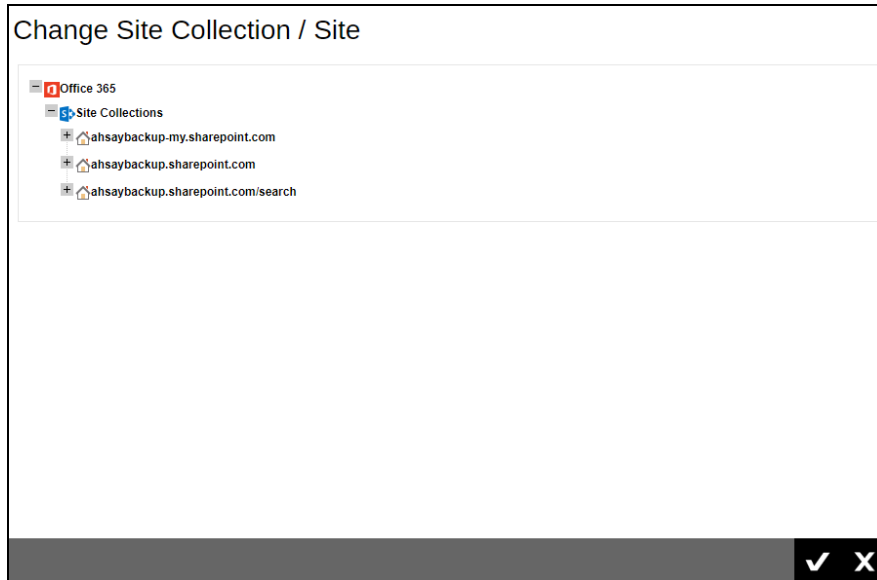 Change Site Collection / Site
Office 365
Site Collections
ahsaybackup-my.sharepoint.com
ahsaybackup.sharepoint.com
ahsaybackup.sharepoint.com/search